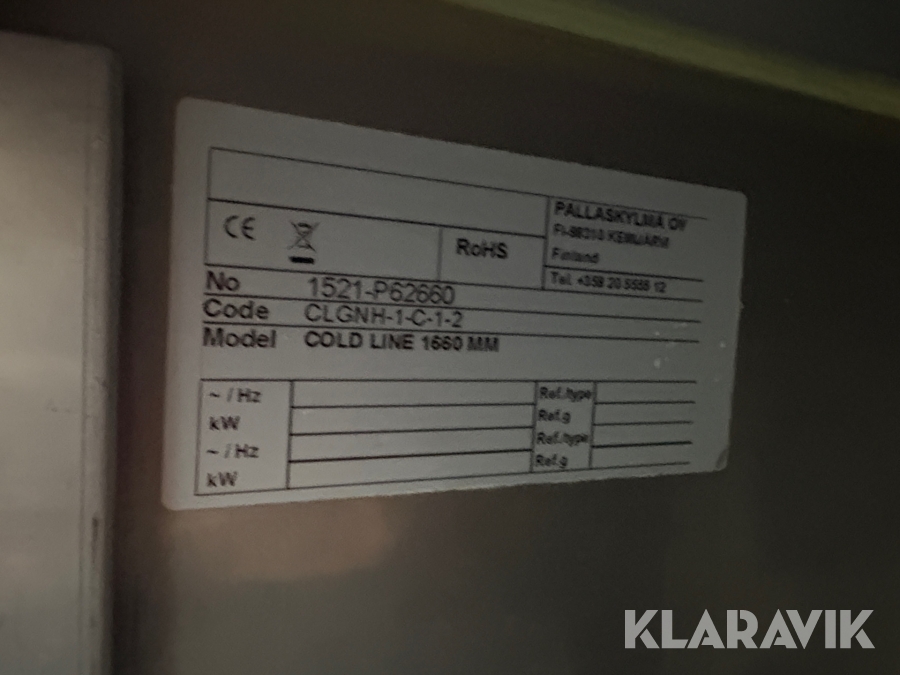 PALLASKYLMÄ OY
FI-98310 KEMIJÄRVI
Finland
Tel. +358 20 5555 12
CE
RoHS
No 1521-P62660
Code CLGNH-1-C-1-2
Model COLD LINE 1660 MM
~ / Hz Ref.type
kW Ref.g
~ / Hz Ref.type
kW Ref.g
KLARAVIK